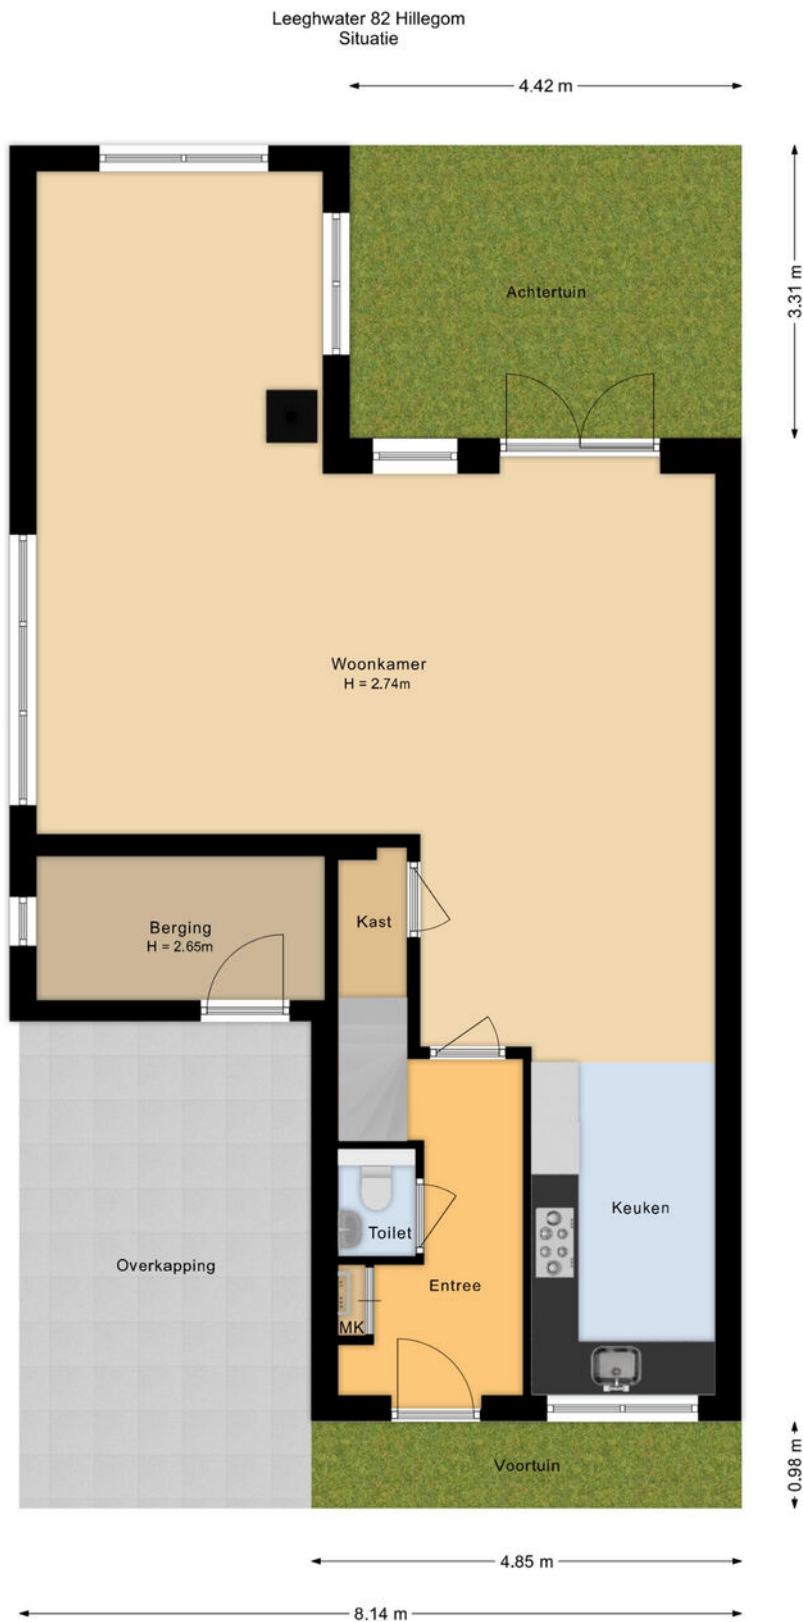 Leeghwater 82 Hillegom
Situatie
4.42 m
3.31 m
Achtertuin
Woonkamer
H = 2.74m
Berging
H = 2.65m
Kast
Keuken
Toilet
Overkapping
Entree
MK
Voortuin
0.98 m
4.85 m
8.14 m